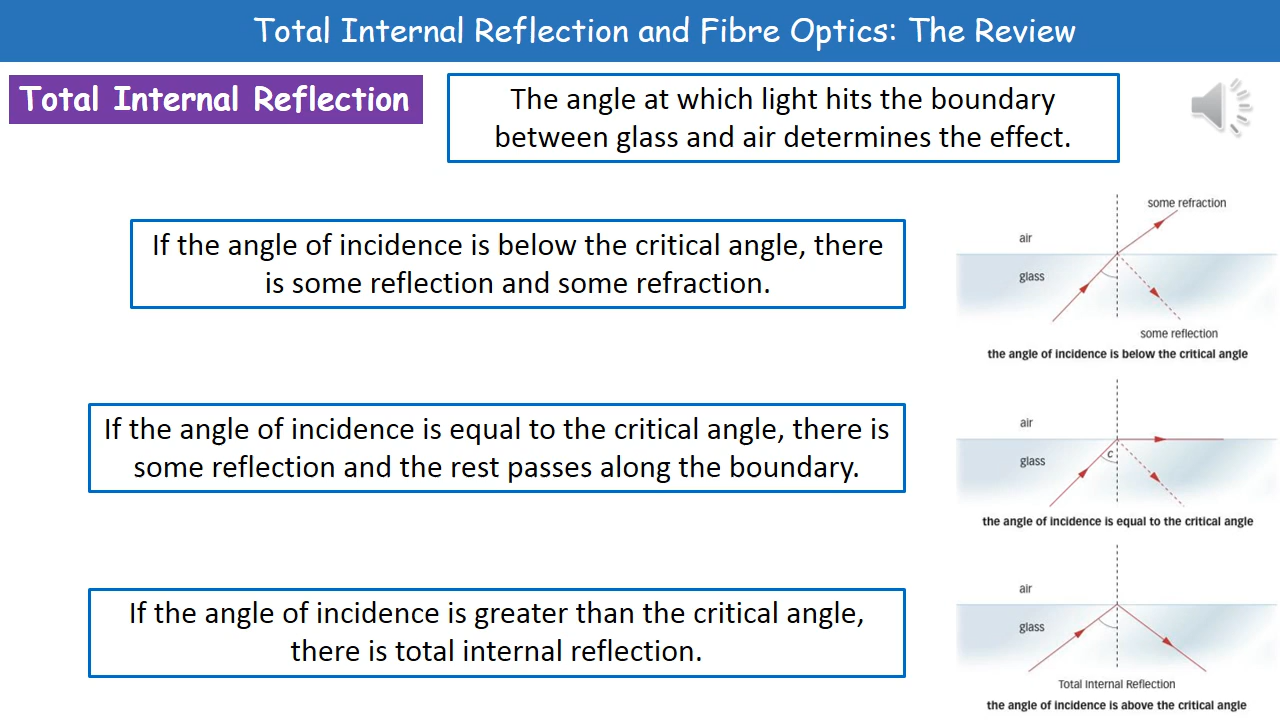 Total Internal Reflection and Fibre Optics: The Review
Total Internal Reflection
The angle at which light hits the boundary
between glass and air determines the effect.
If the angle of incidence is below the critical angle, there
is some reflection and some refraction.
some refraction
air
glass
some reflection
the angle of incidence is below the critical angle
If the angle of incidence is equal to the critical angle, there is
some reflection and the rest passes along the boundary.
air
glass
c
the angle of incidence is equal to the critical angle
If the angle of incidence is greater than the critical angle,
there is total internal reflection.
air
glass
Total Internal Reflection
the angle of incidence is above the critical angle